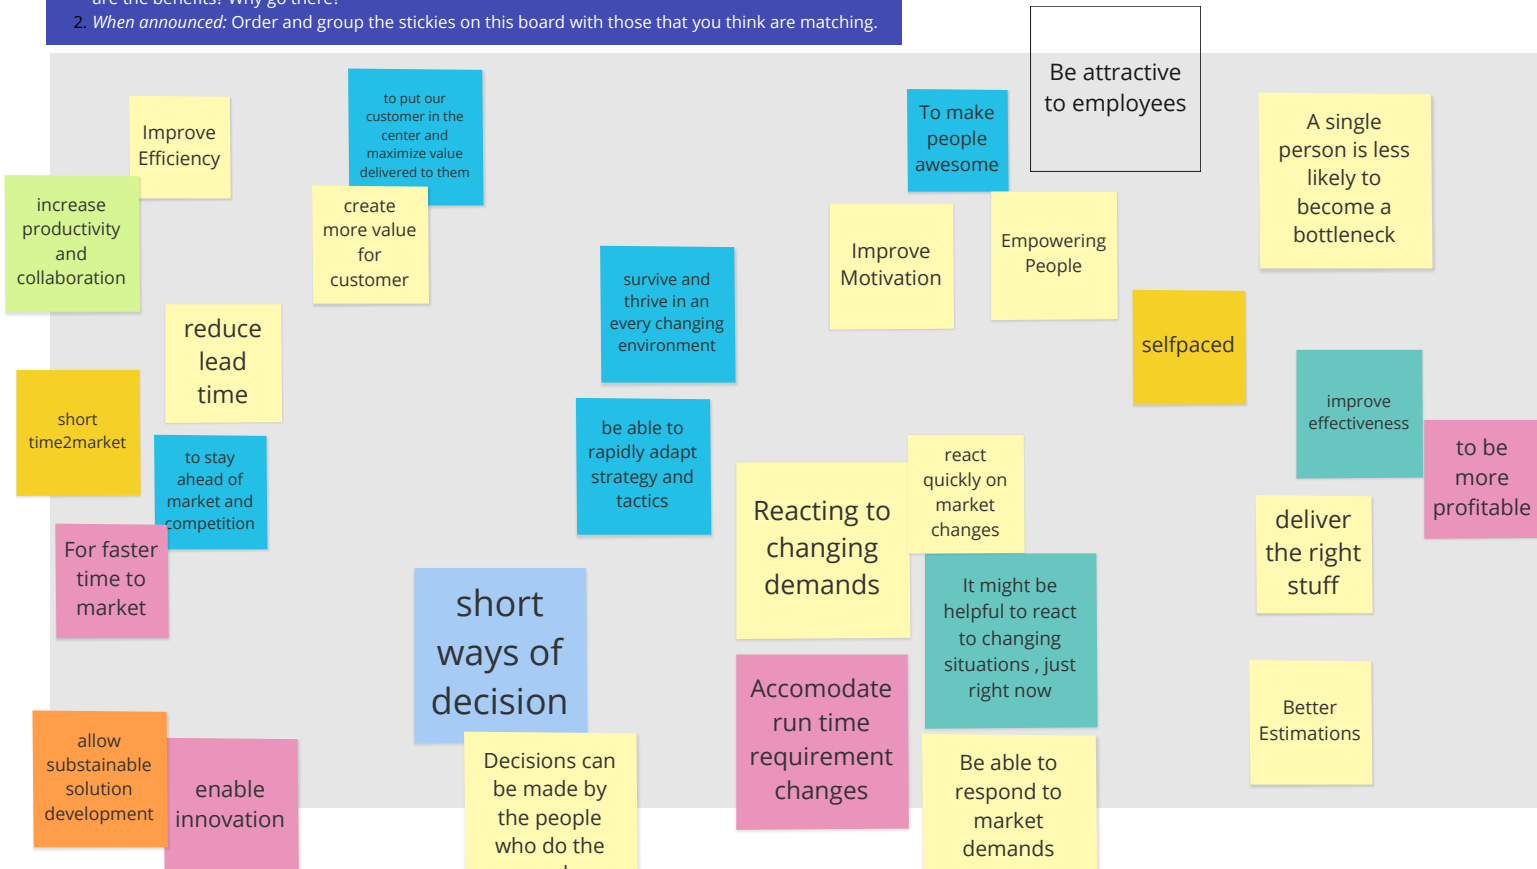 are the benefits? Why go there?
2. When announced: Order and group the stickies on this board with those that you think are matching.
Be attractive
to employees
Improve
Efficiency
to put our
customer in the
center and
maximize value
delivered to them
To make
people
awesome
A single
person is less
likely to
become a
bottleneck
increase
productivity
and
collaboration
create
more value
for
customer
Improve
Motivation
Empowering
People
survive and
thrive in an
every changing
environment
selfpaced
reduce
lead
time
short
time2market
improve
effectiveness
to be
more
profitable
to stay
ahead of
market and
competition
be able to
rapidly adapt
strategy and
tactics
Reacting to
changing
demands
react
quickly on
market
changes
deliver
the right
stuff
For faster
time to
market
short
ways of
decision
It might be
helpful to react
to changing
situations , just
right now
Accomodate
run time
requirement
changes
Better
Estimations
allow
substainable
solution
development
enable
innovation
Decisions can
be made by
the people
who do the
Be able to
respond to
market
demands